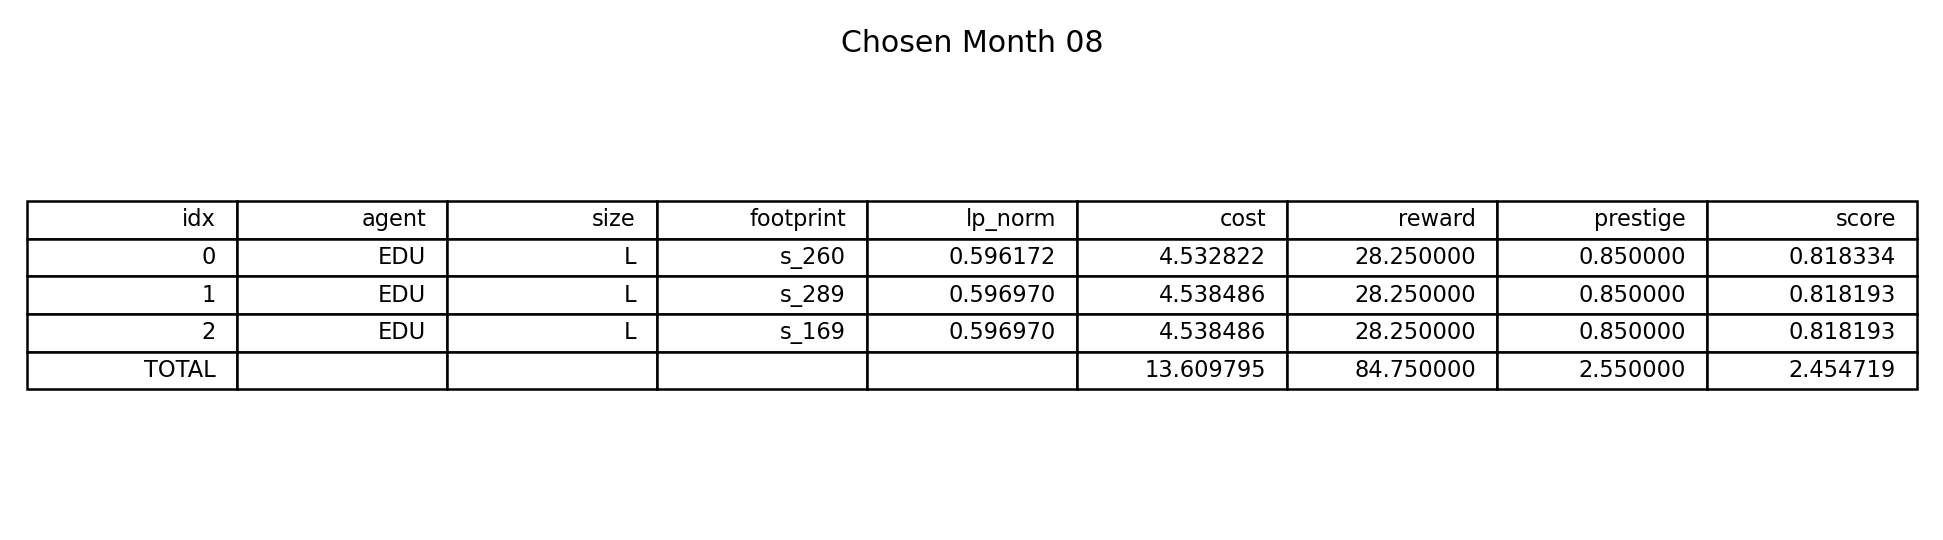 Chosen Month 08
idx agent size footprint lp_norm cost reward prestige score
0 EDU L s_260 0.596172 4.532822 28.250000 0.850000 0.818334
1 EDU L s_289 0.596970 4.538486 28.250000 0.850000 0.818193
2 EDU L s_169 0.596970 4.538486 28.250000 0.850000 0.818193
TOTAL 13.609795 84.750000 2.550000 2.454719